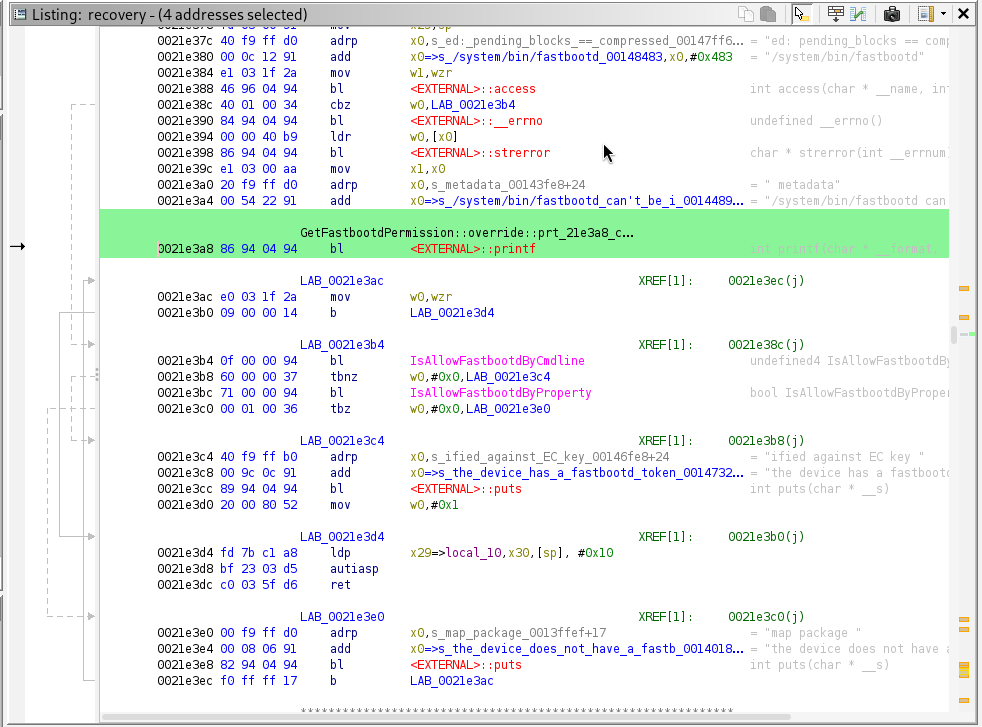 Listing: recovery - (4 addresses selected)
0021e37c 40 f9 ff d0 adrp x0,s_ed:_pending_blocks_==_compressed_00147ff6... = "ed: pending_blocks == comp
0021e380 00 0c 12 91 add x0=>s_/system/bin/fastbootd_00148483,x0,#0x483 = "/system/bin/fastbootd"
0021e384 e1 03 1f 2a mov w1,wzr
0021e388 46 96 04 94 bl <EXTERNAL>::access int access(char * __name, int
0021e38c 40 01 00 34 cbz w0,LAB_0021e3b4
0021e390 84 94 04 94 bl <EXTERNAL>::__errno undefined __errno()
0021e394 00 00 40 b9 ldr w0,[x0]
0021e398 86 94 04 94 bl <EXTERNAL>::strerror char * strerror(int __errnum
0021e39c e1 03 00 aa mov x1,x0
0021e3a0 20 f9 ff d0 adrp x0,s_metadata_00143fe8+24 = " metadata"
0021e3a4 00 54 22 91 add x0=>s_/system/bin/fastbootd_can't_be_i_0014489... = "/system/bin/fastbootd can
GetFastbootdPermission::override::prt_21e3a8_c...
0021e3a8 86 94 04 94 bl <EXTERNAL>::printf int printf(char * __format,
LAB_0021e3ac XREF[1]: 0021e3ec(j)
0021e3ac e0 03 1f 2a mov w0,wzr
0021e3b0 09 00 00 14 b LAB_0021e3d4
LAB_0021e3b4 XREF[1]: 0021e38c(j)
0021e3b4 0f 00 00 94 bl IsAllowFastbootdByCmdline undefined4 IsAllowFastbootdBy
0021e3b8 60 00 00 37 tbnz w0,#0x0,LAB_0021e3c4
0021e3bc 71 00 00 94 bl IsAllowFastbootdByProperty bool IsAllowFastbootdByProper
0021e3c0 00 01 00 36 tbz w0,#0x0,LAB_0021e3e0
LAB_0021e3c4 XREF[1]: 0021e3b8(j)
0021e3c4 40 f9 ff b0 adrp x0,s_ified_against_EC_key_00146fe8+24 = "ified against EC key "
0021e3c8 00 9c 0c 91 add x0=>s_the_device_has_a_fastbootd_token_0014732... = "the device has a fastbootd
0021e3cc 89 94 04 94 bl <EXTERNAL>::puts int puts(char * __s)
0021e3d0 20 00 80 52 mov w0,#0x1
LAB_0021e3d4 XREF[1]: 0021e3b0(j)
0021e3d4 fd 7b c1 a8 ldp x29=>local_10,x30,[sp], #0x10
0021e3d8 bf 23 03 d5 autiasp
0021e3dc c0 03 5f d6 ret
LAB_0021e3e0 XREF[1]: 0021e3c0(j)
0021e3e0 00 f9 ff d0 adrp x0,s_map_package_0013ffef+17 = "map package "
0021e3e4 00 08 06 91 add x0=>s_the_device_does_not_have_a_fastb_0014018... = "the device does not have a
0021e3e8 82 94 04 94 bl <EXTERNAL>::puts int puts(char * __s)
0021e3ec f0 ff ff 17 b LAB_0021e3ac
******************************************************